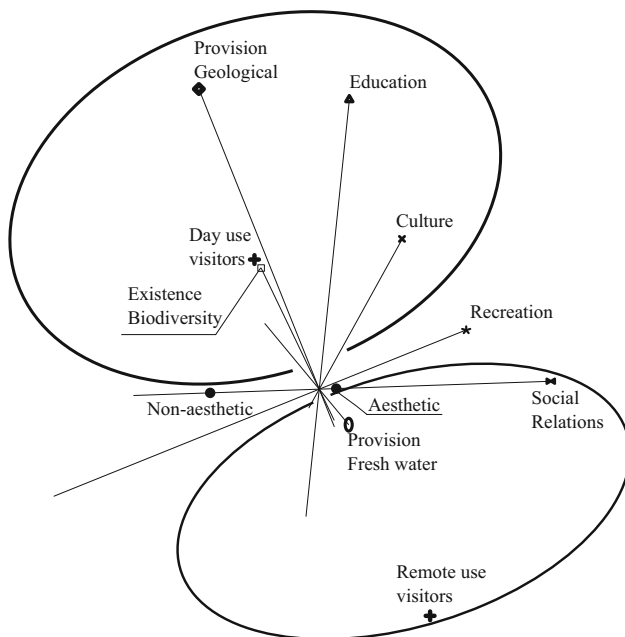 Provision
Geological
Education
Culture
Day use
visitors
Existence
Biodiversity
Recreation
Non-aesthetic
Aesthetic
Social
Relations
Provision
Fresh water
Remote use
visitors